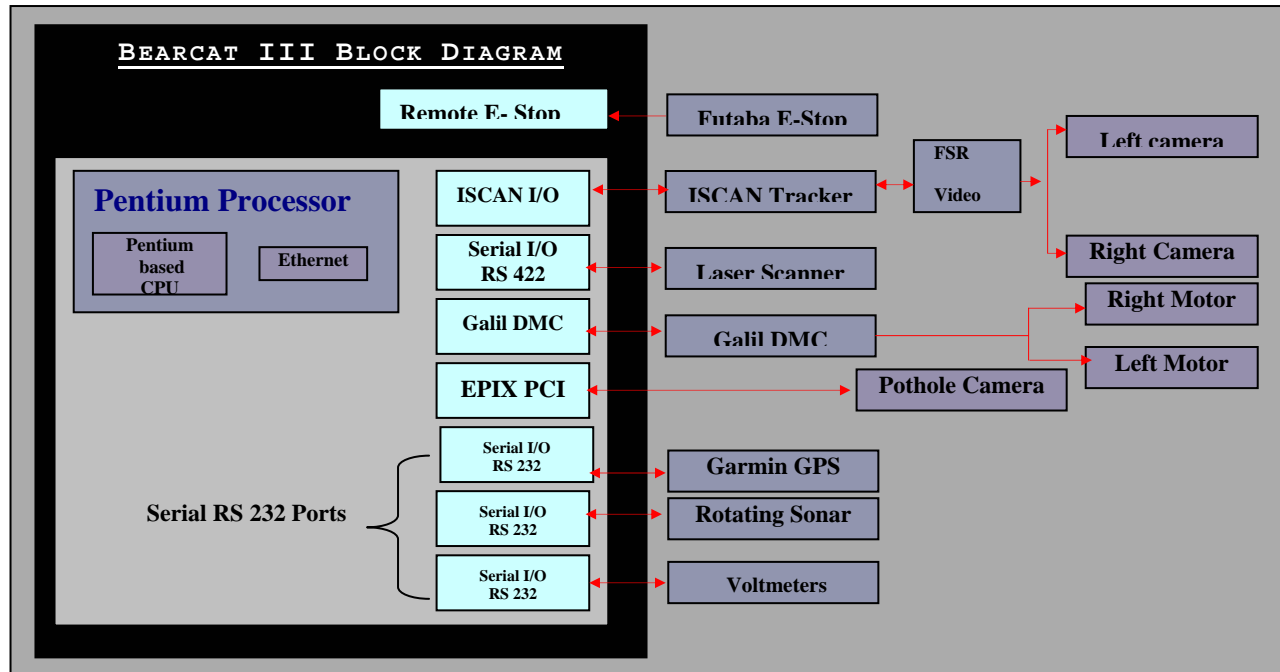 BEARCAT III BLOCK DIAGRAM
Remote E- Stop
Futaba E-Stop
Left camera
FSR
Video
Pentium Processor
ISCAN I/O
ISCAN Tracker
Pentium
based
CPU
Ethernet
Serial I/O
RS 422
Laser Scanner
Right Camera
Right Motor
Galil DMC
Galil DMC
Left Motor
EPIX PCI
Pothole Camera
Serial I/O
RS 232
Garmin GPS
Serial RS 232 Ports
Serial I/O
RS 232
Rotating Sonar
Serial I/O
RS 232
Voltmeters